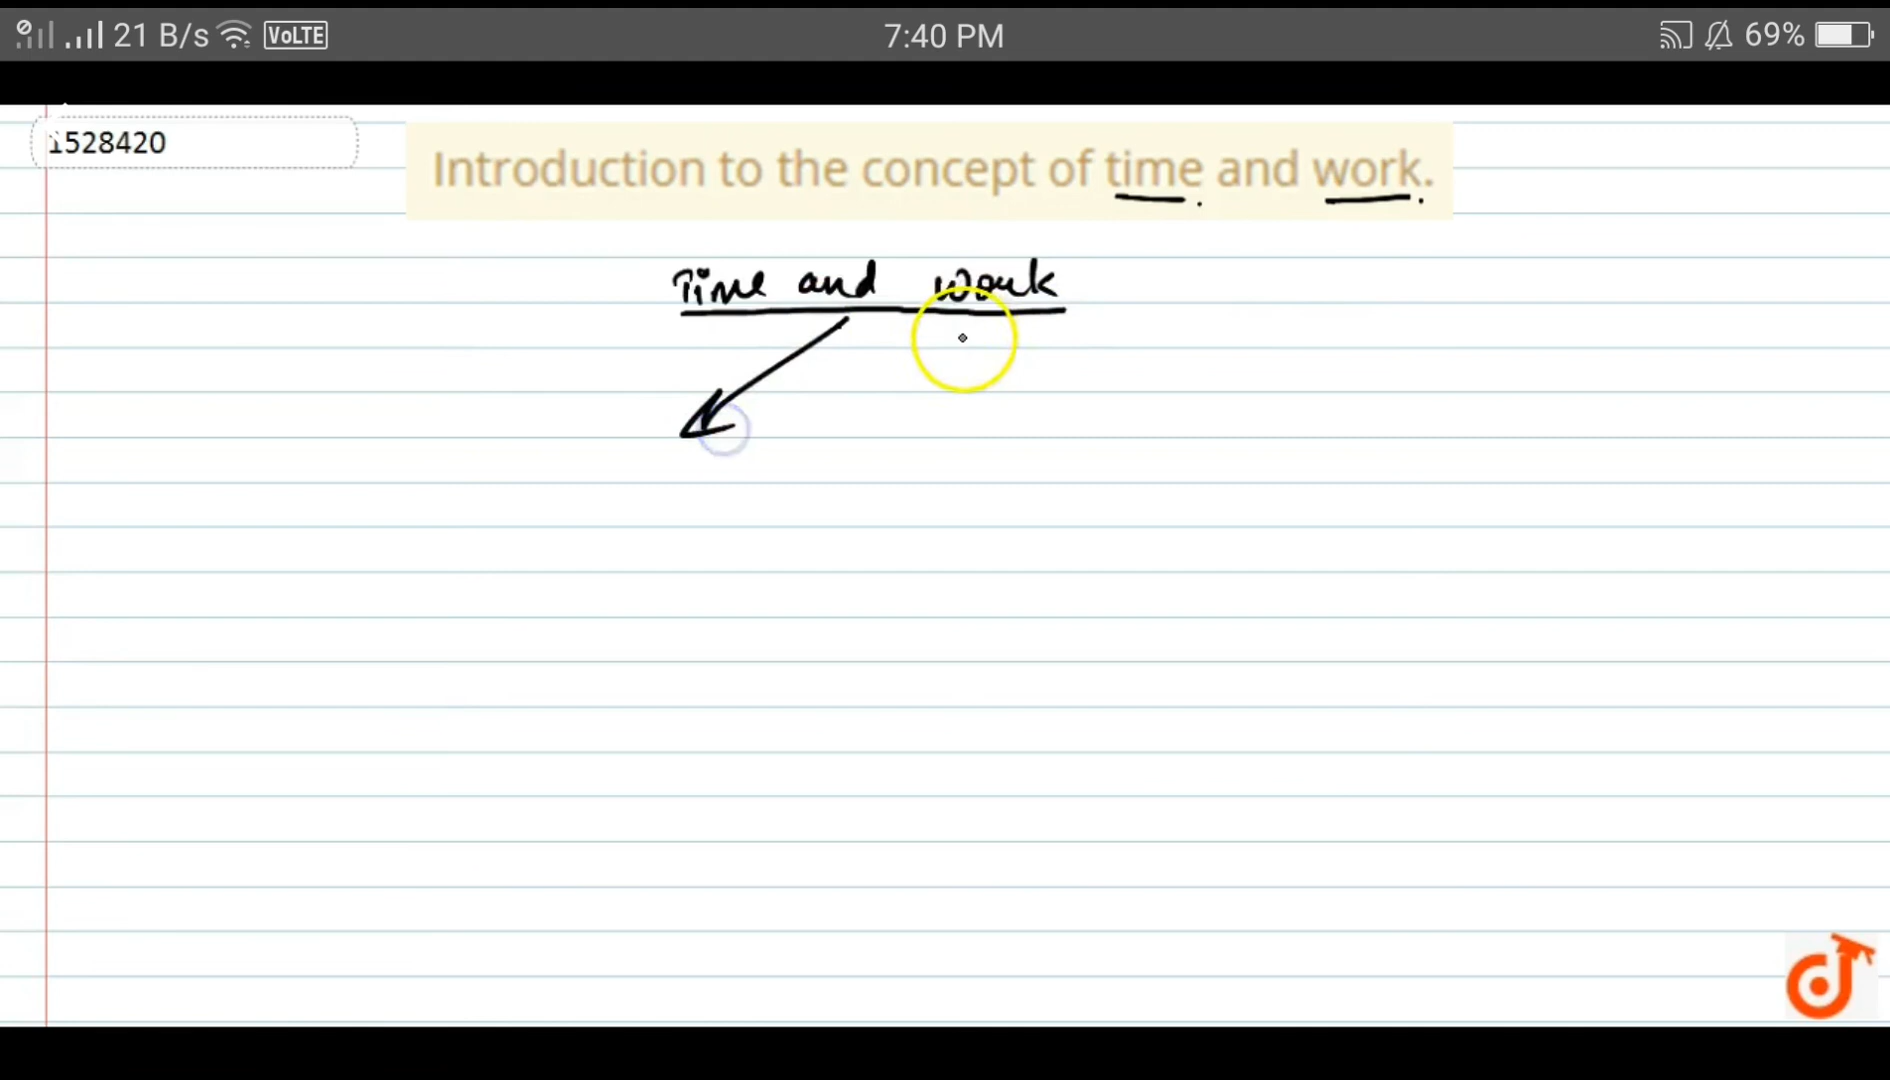 21 B/s VoLTE 7:40 PM 69%
1528420
Introduction to the concept of time and work.
Time and work